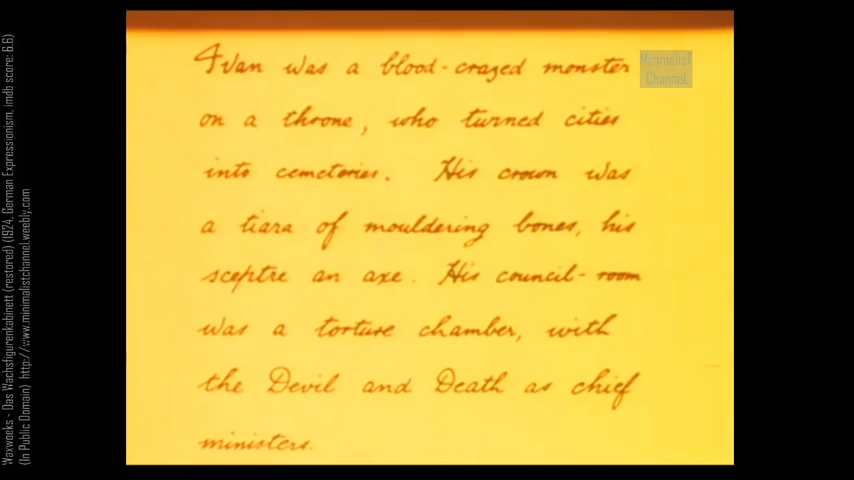 Ivan was a blood-crazed monster
on a throne, who turned cities
into cemeteries. His crown was
a tiara of mouldering bones, his
sceptre an axe. His council-room
was a torture chamber, with
the Devil and Death as chief
ministers.
Minimalist
Channel
Waxwoeks - Das Wachsfigurenkabinett (restored) (1924, German Expressionism, imdb score: 6.6)
(In Public Domain) http://www.minimalistchannel.weebly.com